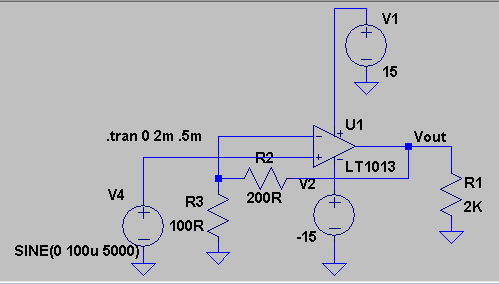 V1
15
.tran 0 2m .5m
U1
Vout
R2
LT1013
V2
200R
R1
2K
V4
R3
100R
-15
SINE(0 100u 5000)